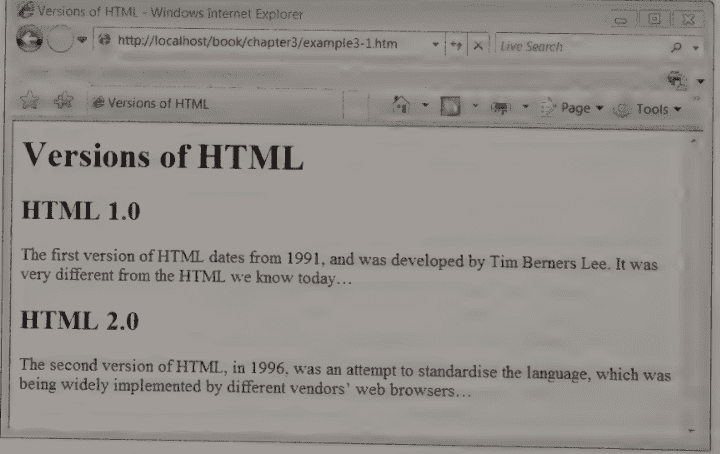 Versions of HTML - Windows Internet Explorer
http://localhost/book/chapter3/example3-1.htm
Live Search
Versions of HTML
Page
Tools
Versions of HTML
HTML 1.0
The first version of HTML dates from 1991, and was developed by Tim Berners Lee. It was
very different from the HTML we know today…
HTML 2.0
The second version of HTML, in 1996, was an attempt to standardise the language, which was
being widely implemented by different vendors’ web browsers…